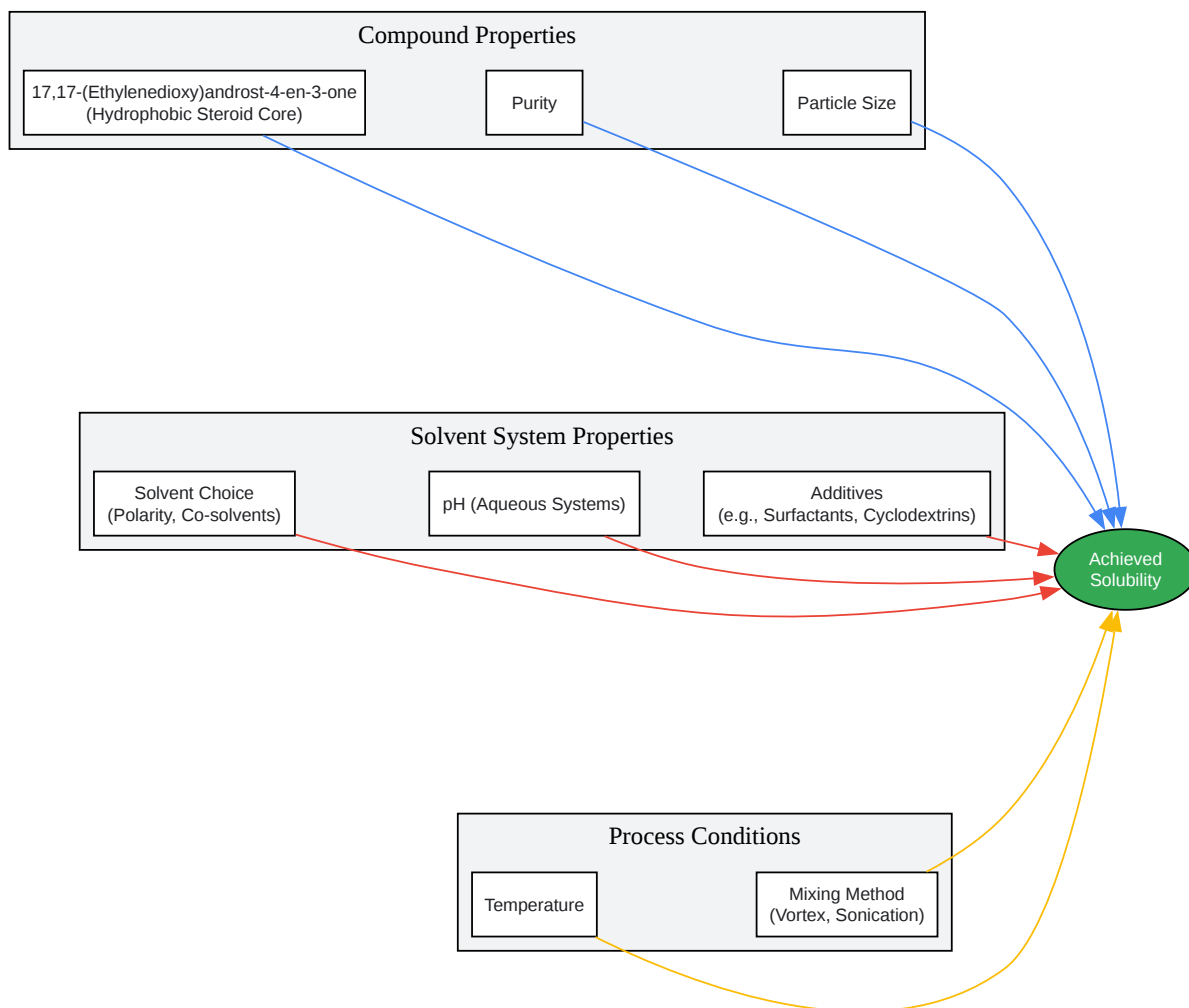 Compound Properties
17,17-(Ethylenedioxy)androst-4-en-3-one
(Hydrophobic Steroid Core)
Purity
Particle Size
Solvent System Properties
Solvent Choice
(Polarity, Co-solvents)
pH (Aqueous Systems)
Additives
(e.g., Surfactants, Cyclodextrins)
Achieved
Solubility
Process Conditions
Temperature
Mixing Method
(Vortex, Sonication)